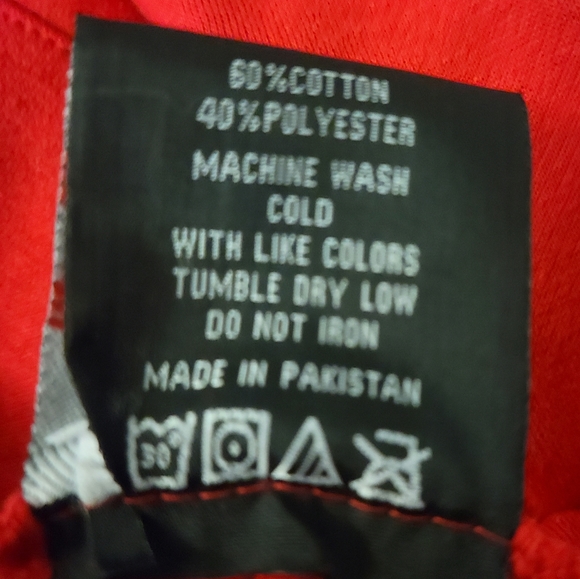 60%COTTON
40%POLYESTER
MACHINE WASH
COLD
WITH LIKE COLORS
TUMBLE DRY LOW
DO NOT IRON
MADE IN PAKISTAN
30°